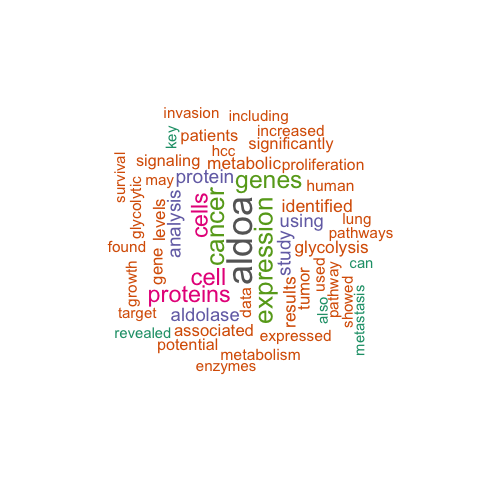 invasion
including
key
patients
increased
significantly
hcc
survival
signaling
metabolic
proliferation
glycolytic
may
protein
genes
human
cells
cancer
aldoa
expression
identified
levels
analysis
using
lung
pathways
found
gene
study
glycolysis
can
growth
cell
proteins
data
results
tumor
used
pathway
showed
also
metastasis
target
aldolase
revealed
associated
expressed
potential
metabolism
enzymes